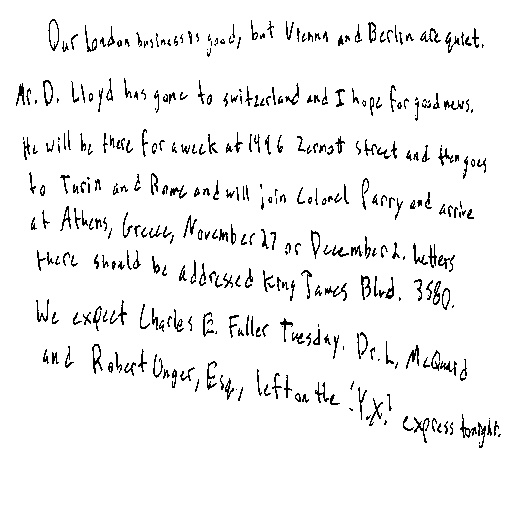 Our London business is good, but Vienna and Berlin are quiet.
Mr. D. Lloyd has gone to switzerland and I hope for good news.
He will be there for a week at 1496 Zermott street and then goes
to Turin and Rome and will join Colonel Parry and arrive
at Athens, Greece, November 27 or December 2. Letters
there should be addressed King James Blvd. 3580.
We expect Charles E. Fuller Tuesday. Dr. L. McQuaid
and Robert Unger, Esq., left on the 'Y.X.' express tonight.